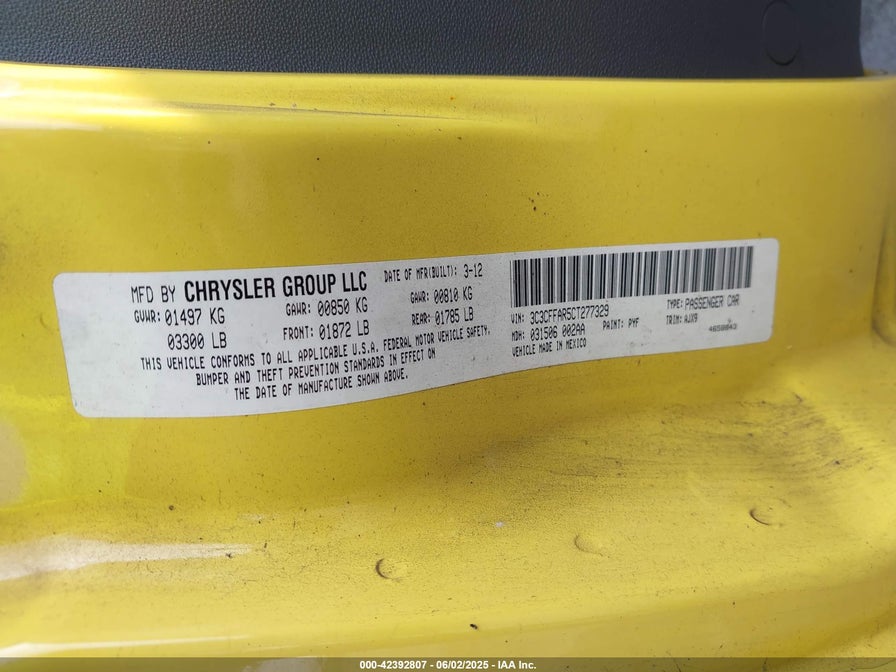 MFD BY CHRYSLER GROUP LLC DATE OF MFR(BUILT): 3-12
GVWR: 01497 KG GAWR: 00850 KG GAWR: 00810 KG
03300 LB FRONT: 01872 LB REAR: 01785 LB
THIS VEHICLE CONFORMS TO ALL APPLICABLE U.S.A. FEDERAL MOTOR VEHICLE SAFETY,
BUMPER AND THEFT PREVENTION STANDARDS IN EFFECT ON
THE DATE OF MANUFACTURE SHOWN ABOVE.
VIN: 3C3CFFAR5CT277329 TYPE: PASSENGER CAR
MDH: 031506 002AA PAINT: PYF TRIM: AJX9
VEHICLE MADE IN MEXICO
000-42392807 - 06/02/2025 - IAA Inc.